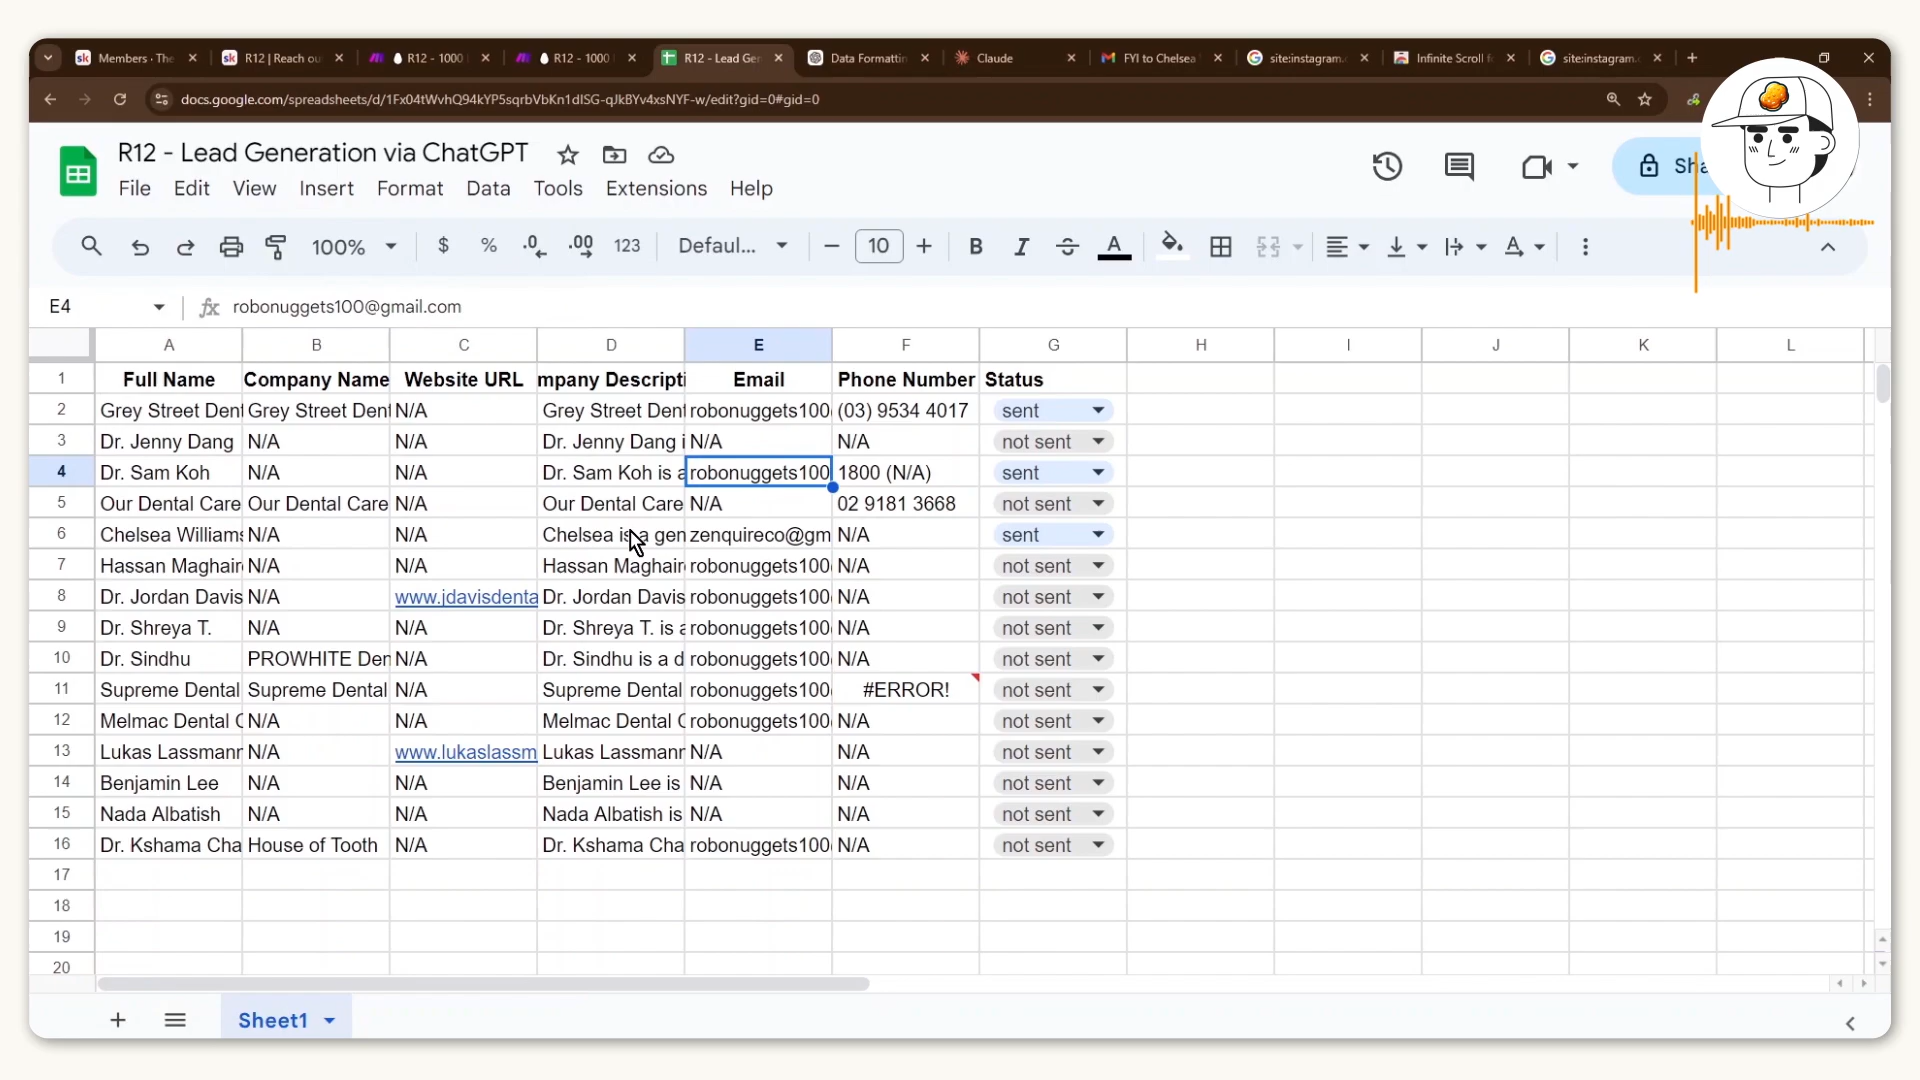 Members · The
R12 | Reach ou
R12 - 1000
R12 - 1000
R12 - Lead Ger
Data Formattin
Claude
FYI to Chelsea
site:instagram.c
Infinite Scroll fo
site:instagram.
docs.google.com/spreadsheets/d/1Fx04tWvhQ94kYP5sqrbVbKn1dISG-qJkBYv4xsNYF-w/edit?gid=0#gid=0
R12 - Lead Generation via ChatGPT
File Edit View Insert Format Data Tools Extensions Help
Sha
100% $ % .0 .00 123 Defaul... 10 B I A
E4 fx robonuggets100@gmail.com
A B C D E F G H I J K L
1 Full Name Company Name Website URL mpany Descripti Email Phone Number Status
2 Grey Street Dent Grey Street Dent N/A Grey Street Dent robonuggets100 (03) 9534 4017 sent
3 Dr. Jenny Dang N/A N/A Dr. Jenny Dang i N/A N/A not sent
4 Dr. Sam Koh N/A N/A Dr. Sam Koh is a robonuggets100 1800 (N/A) sent
5 Our Dental Care Our Dental Care N/A Our Dental Care N/A 02 9181 3668 not sent
6 Chelsea Williams N/A N/A Chelsea is a gen zenquireco@gm N/A sent
7 Hassan Maghair N/A N/A Hassan Maghair robonuggets100 N/A not sent
8 Dr. Jordan Davis N/A www.jdavisdenta Dr. Jordan Davis robonuggets100 N/A not sent
9 Dr. Shreya T. N/A N/A Dr. Shreya T. is a robonuggets100 N/A not sent
10 Dr. Sindhu PROWHITE Den N/A Dr. Sindhu is a d robonuggets100 N/A not sent
11 Supreme Dental Supreme Dental N/A Supreme Dental robonuggets100 #ERROR! not sent
12 Melmac Dental C N/A N/A Melmac Dental C robonuggets100 N/A not sent
13 Lukas Lassmann N/A www.lukaslassm Lukas Lassmann N/A N/A not sent
14 Benjamin Lee N/A N/A Benjamin Lee is N/A N/A not sent
15 Nada Albatish N/A N/A Nada Albatish is N/A N/A not sent
16 Dr. Kshama Cha House of Tooth N/A Dr. Kshama Cha robonuggets100 N/A not sent
17
18
19
20
Sheet1